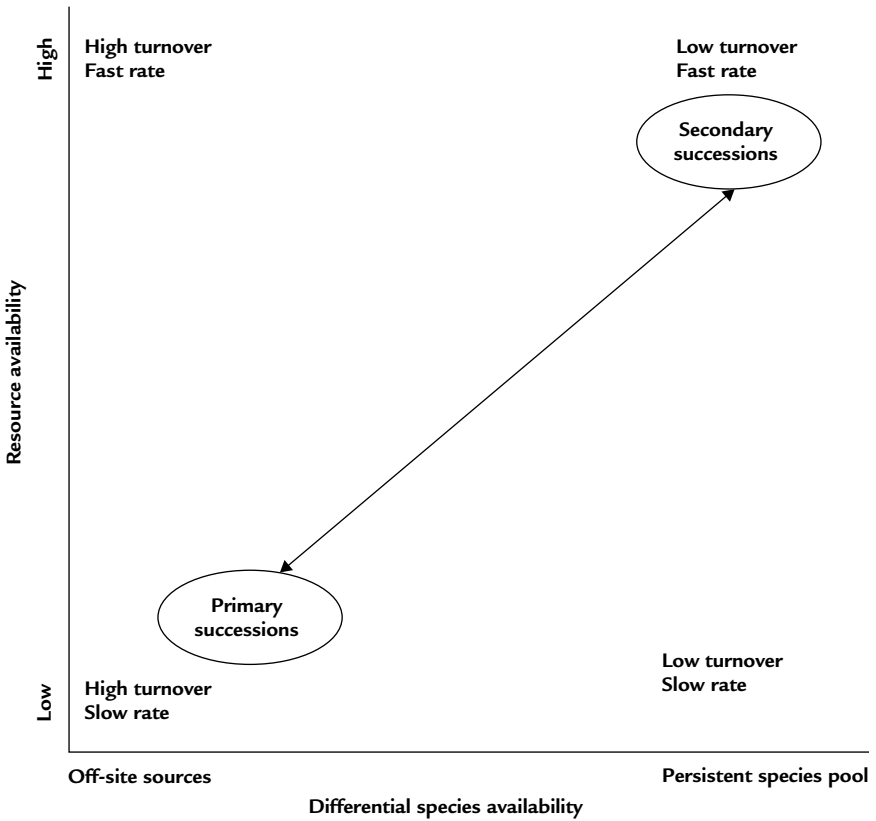 High
High turnover
Fast rate
Low turnover
Fast rate
Secondary
successions
Resource availability
Primary
successions
Low turnover
Slow rate
High turnover
Slow rate
Low
Off-site sources
Persistent species pool
Differential species availability